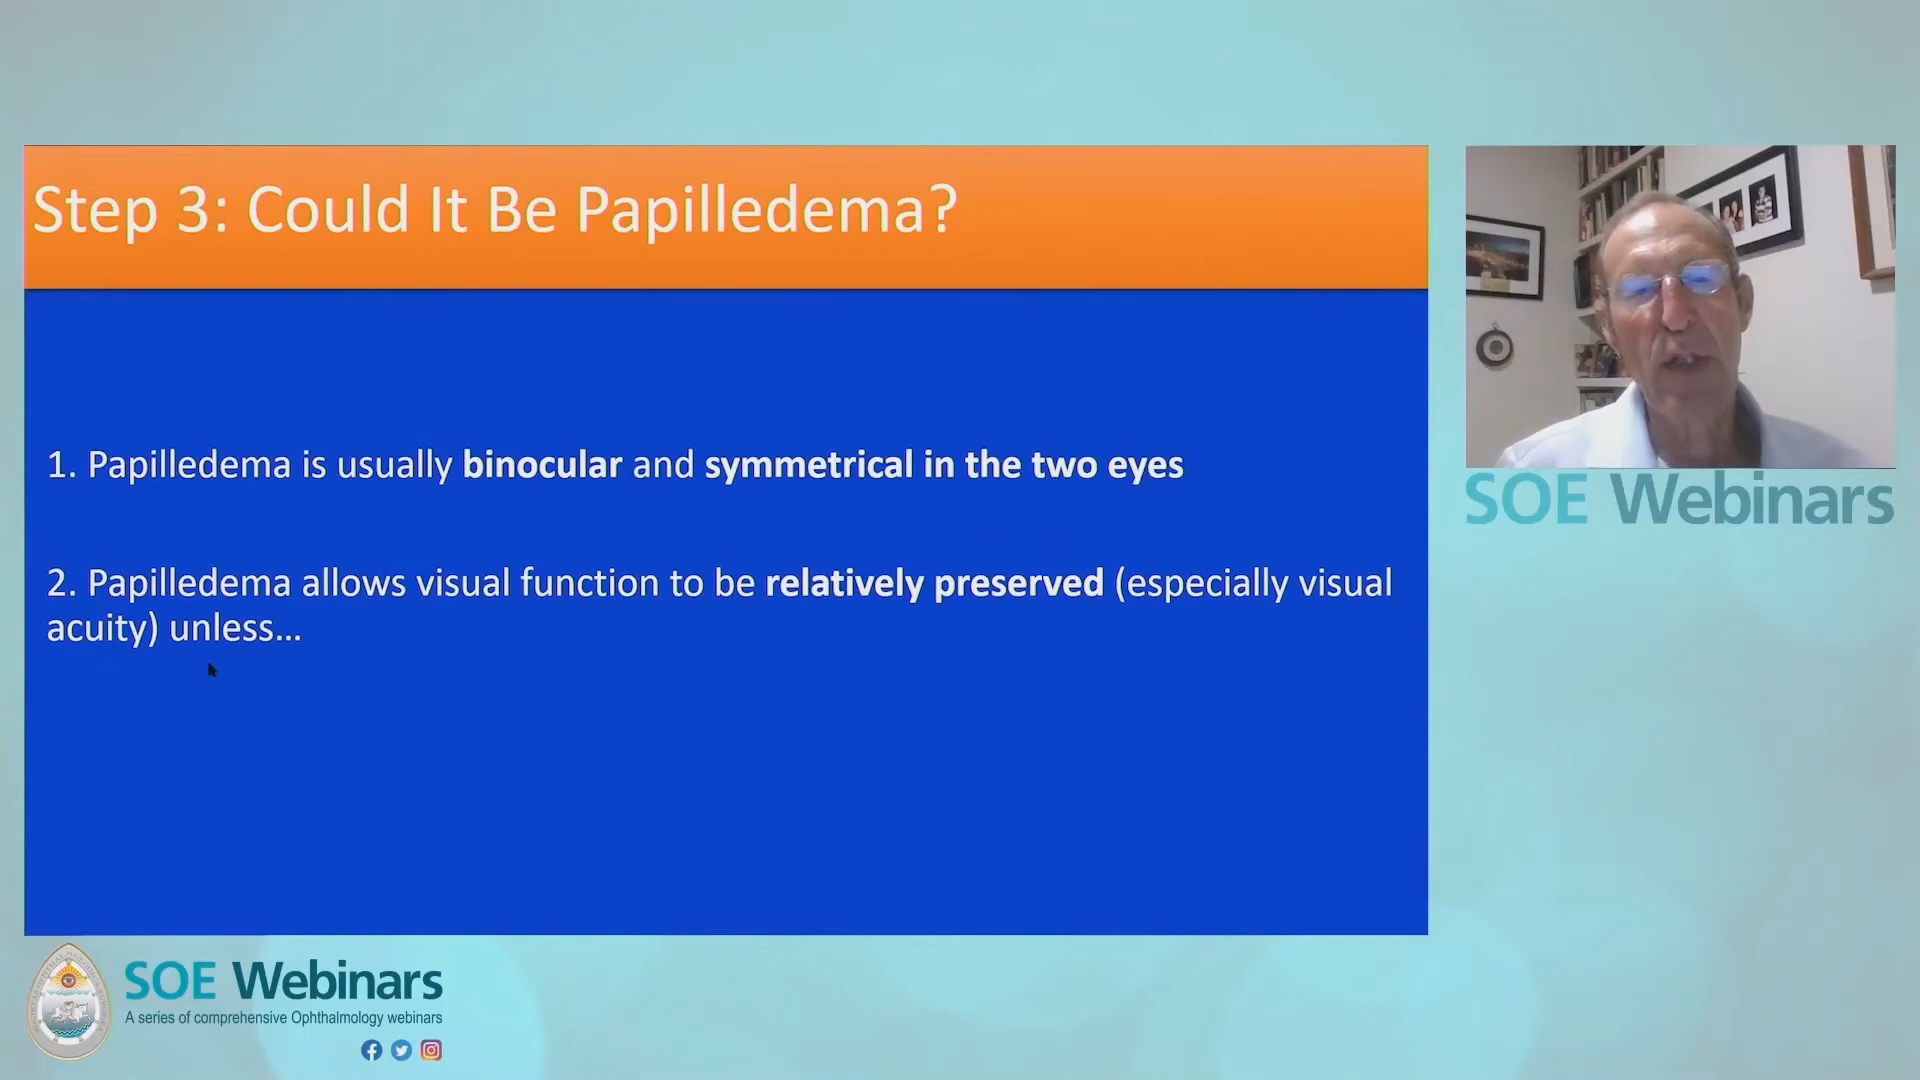 Step 3: Could It Be Papilledema?
1. Papilledema is usually binocular and symmetrical in the two eyes
2. Papilledema allows visual function to be relatively preserved (especially visual
acuity) unless...
SOE Webinars
SOE Webinars
A series of comprehensive Ophthalmology webinars